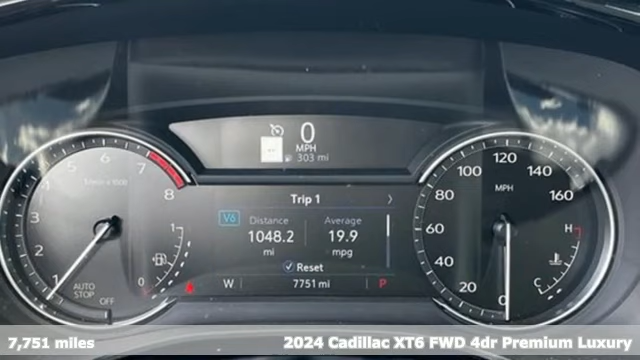 0
MPH
303 mi
Trip 1 >
V6
Distance Average
1048.2 19.9
mi mpg
Reset
W 7751 mi P
1 2 3 4 5 6 7 8
AUTO
STOP
OFF
1
0
0 20 40 60 80 100 120 140 160
MPH
H
C
7,751 miles 2024 Cadillac XT6 FWD 4dr Premium Luxury